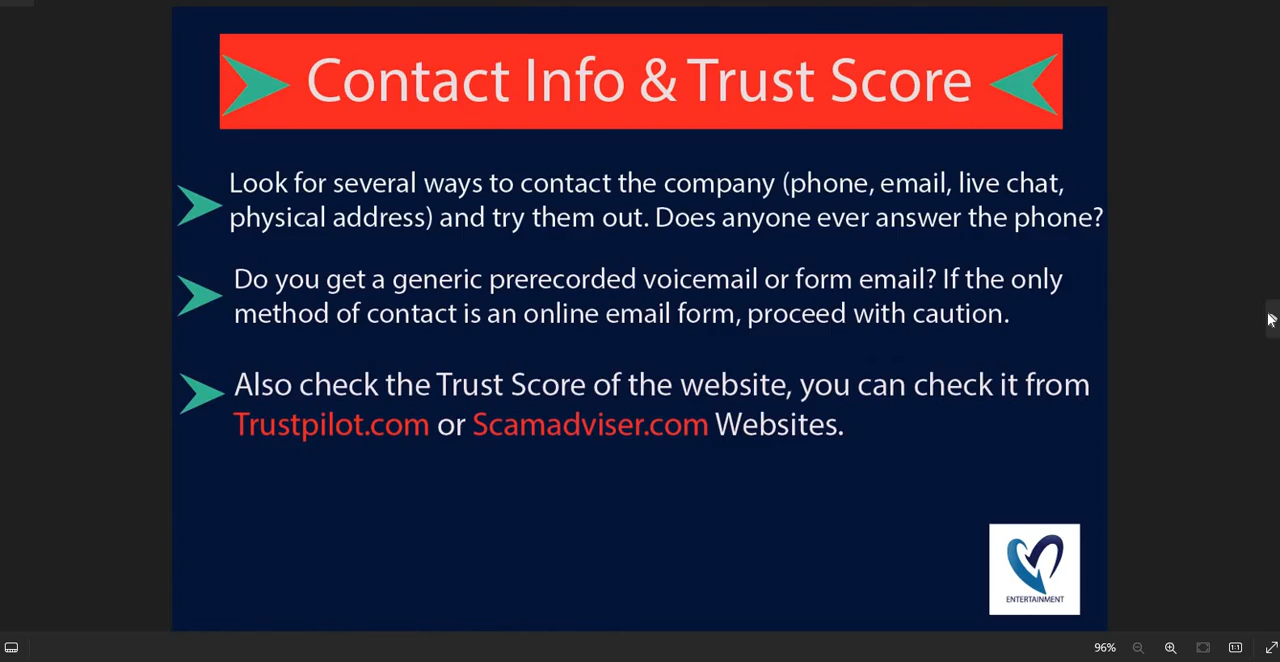 Contact Info & Trust Score
Look for several ways to contact the company (phone, email, live chat,
physical address) and try them out. Does anyone ever answer the phone?
Do you get a generic prerecorded voicemail or form email? If the only
method of contact is an online email form, proceed with caution.
Also check the Trust Score of the website, you can check it from
Trustpilot.com or Scamadviser.com Websites.
ENTERTAINMENT
96%
1:1